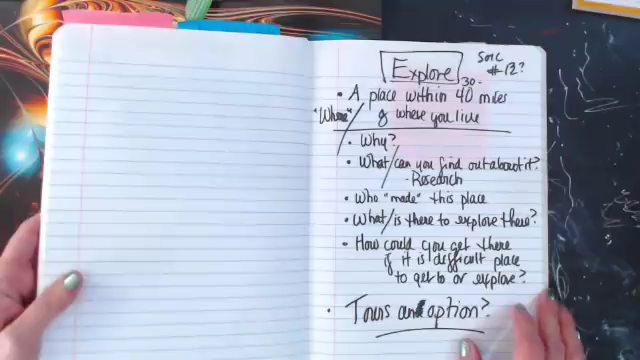 Explore
SOTC
#12?
30-
• A place within 40 miles
"Where" / of where you live
• Why?
• What / can you find out about it?
- Research
• Who "made" this place
• What / is there to explore there?
• How could you get there
if it is difficult place
to get to or explore?
• Tours an option?